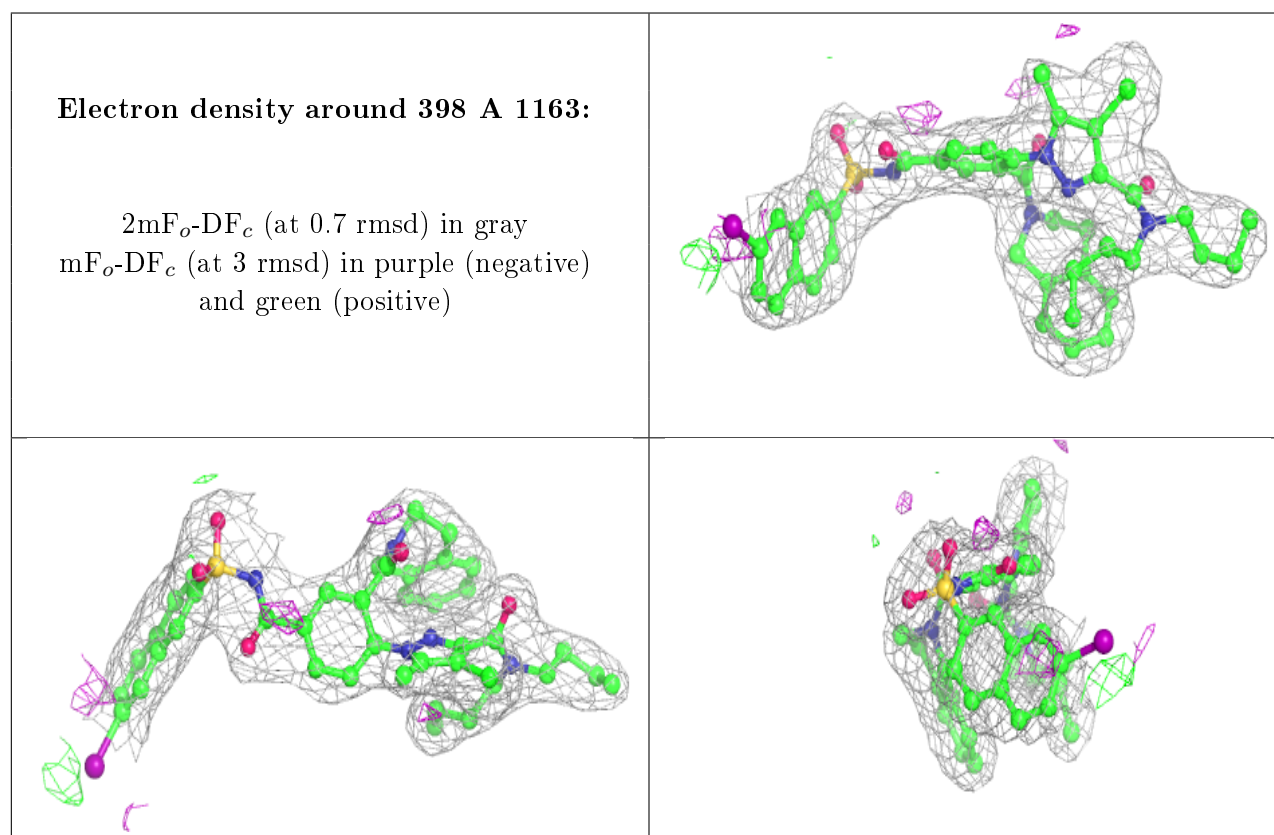 Electron density around 398 A 1163:
2mFo-DFc (at 0.7 rmsd) in gray
mFo-DFc (at 3 rmsd) in purple (negative)
and green (positive)